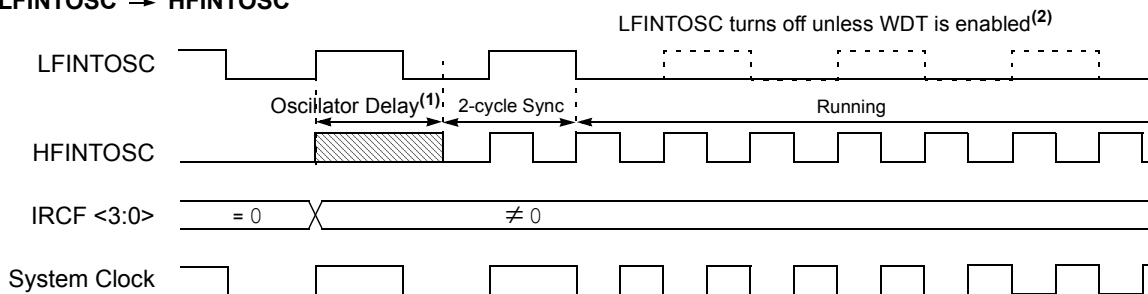 LFINTOSC → HFINTOSC
LFINTOSC turns off unless WDT is enabled(2)
LFINTOSC
Oscillator Delay(1) 2-cycle Sync Running
HFINTOSC
IRCF <3:0> = 0 ≠ 0
System Clock